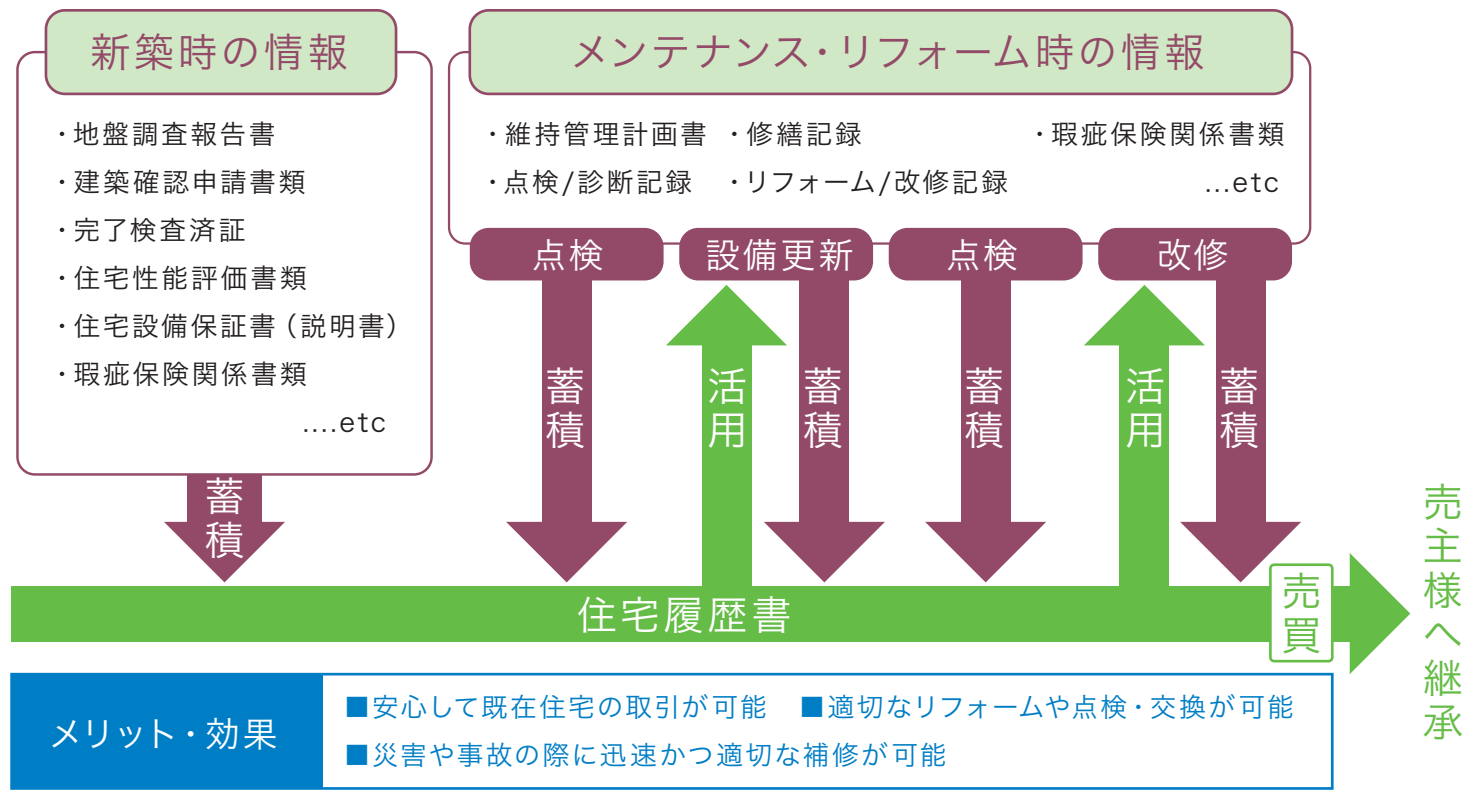 新築時の情報
・地盤調査報告書
・建築確認申請書類
・完了検査済証
・住宅性能評価書類
・住宅設備保証書（説明書）
・瑕疵保険関係書類
....etc
蓄積
メンテナンス・リフォーム時の情報
・維持管理計画書 ・修繕記録 ・瑕疵保険関係書類
・点検/診断記録 ・リフォーム/改修記録 ...etc
点検 設備更新 点検 改修
蓄積 活用 蓄積 蓄積 活用 蓄積
住宅履歴書
売買
売主様へ継承
メリット・効果
■安心して既在住宅の取引が可能 ■適切なリフォームや点検・交換が可能
■災害や事故の際に迅速かつ適切な補修が可能